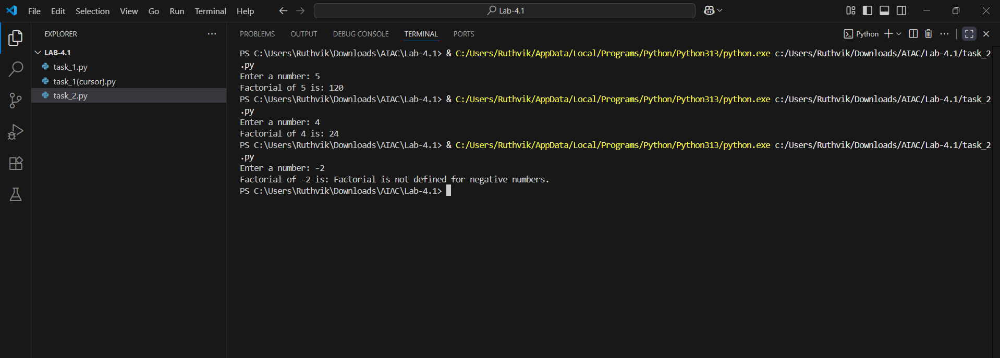 File Edit Selection View Go Run Terminal Help
Lab-4.1
EXPLORER
LAB-4.1
task_1.py
task_1(cursor).py
task_2.py
PROBLEMS OUTPUT DEBUG CONSOLE TERMINAL PORTS
Python
PS C:\Users\Ruthvik\Downloads\AIAC\Lab-4.1> & C:/Users/Ruthvik/AppData/Local/Programs/Python/Python313/python.exe c:/Users/Ruthvik/Downloads/AIAC/Lab-4.1/task_2
.py
Enter a number: 5
Factorial of 5 is: 120
PS C:\Users\Ruthvik\Downloads\AIAC\Lab-4.1> & C:/Users/Ruthvik/AppData/Local/Programs/Python/Python313/python.exe c:/Users/Ruthvik/Downloads/AIAC/Lab-4.1/task_2
.py
Enter a number: 4
Factorial of 4 is: 24
PS C:\Users\Ruthvik\Downloads\AIAC\Lab-4.1> & C:/Users/Ruthvik/AppData/Local/Programs/Python/Python313/python.exe c:/Users/Ruthvik/Downloads/AIAC/Lab-4.1/task_2
.py
Enter a number: -2
Factorial of -2 is: Factorial is not defined for negative numbers.
PS C:\Users\Ruthvik\Downloads\AIAC\Lab-4.1>